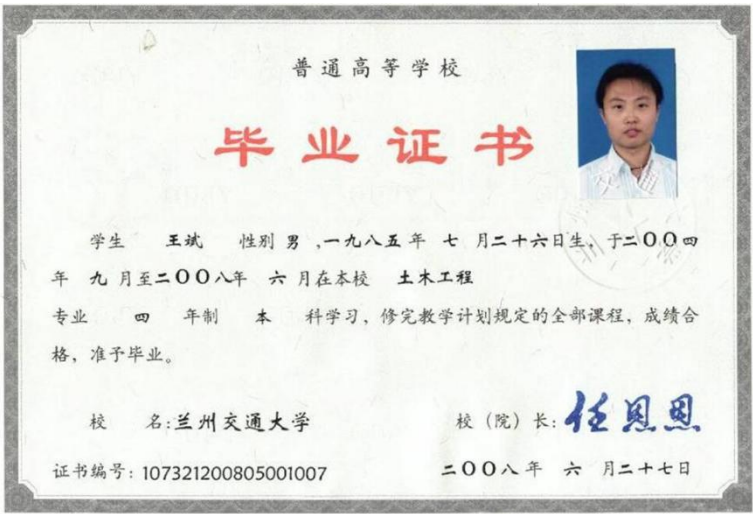 普通高等学校
毕业证书
学生 王斌 性别 男 ,一九八五年 七 月二十六日生，于二〇〇四
年 九 月至二〇〇八年 六 月在本校 土木工程
专业 四 年制 本 科学习，修完教学计划规定的全部课程，成绩合
格，准予毕业。
校 名:兰州交通大学 校（院）长: 任恩恩
证书编号: 107321200805001007 二〇〇八年 六 月二十七日